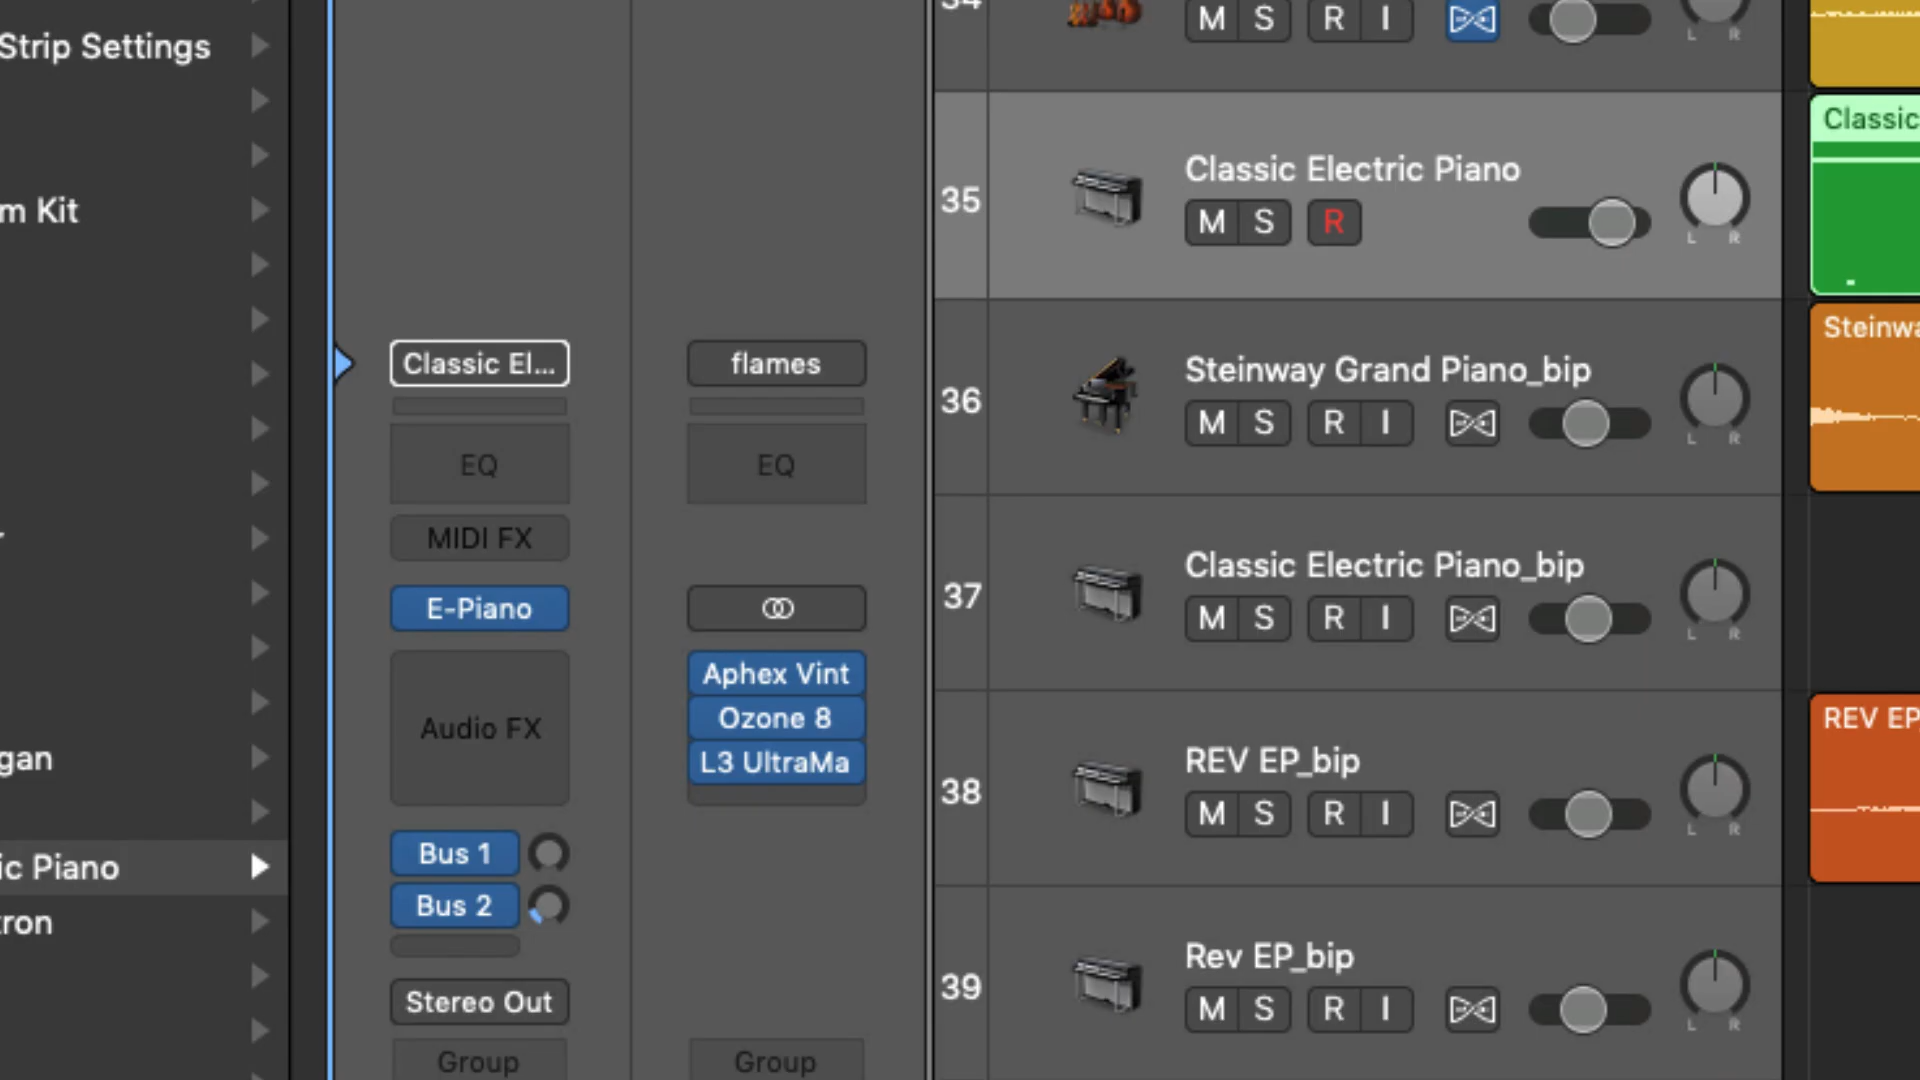 Strip Settings
m Kit
gan
ic Piano
tron
Classic El...
EQ
MIDI FX
E-Piano
Audio FX
Bus 1
Bus 2
Stereo Out
Group
flames
EQ
Aphex Vint
Ozone 8
L3 UltraMa
Group
34
M S R I
L R
35
Classic Electric Piano
M S R
L R
36
Steinway Grand Piano_bip
M S R I
L R
37
Classic Electric Piano_bip
M S R I
L R
38
REV EP_bip
M S R I
L R
39
Rev EP_bip
M S R I
L R
Classic
Steinwa
REV EP